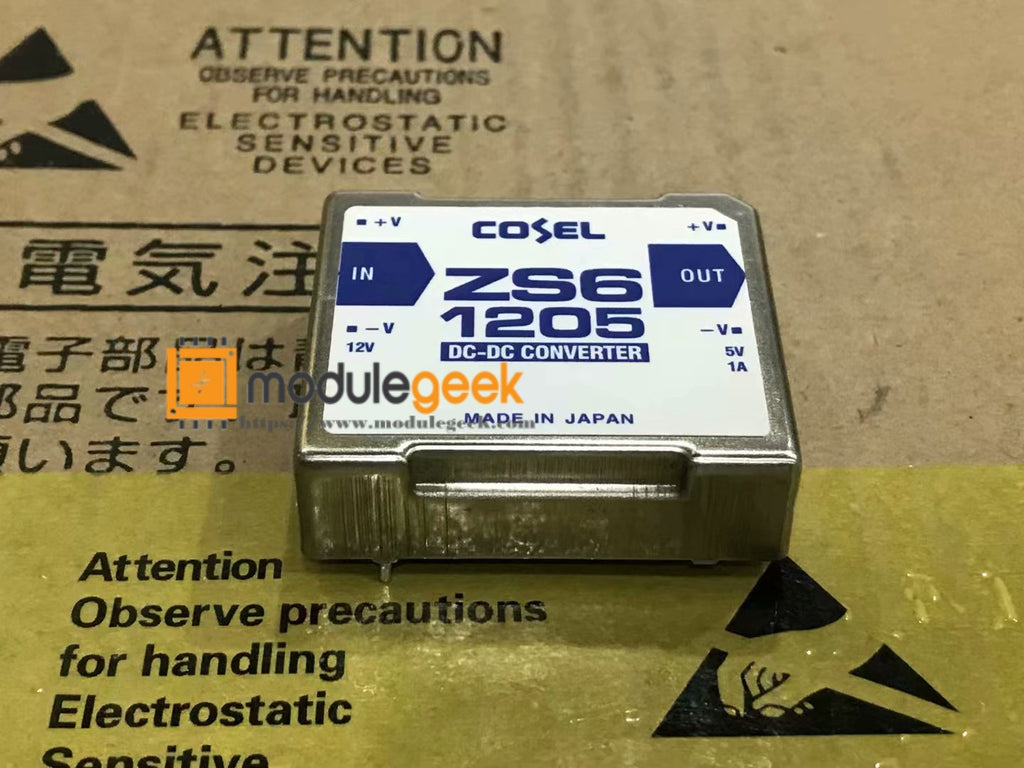 ATTENTION
OBSERVE PRECAUTIONS
FOR HANDLING
ELECTROSTATIC
SENSITIVE
DEVICES
電気注
電子部品は
部品で
います。
+V
COSEL
+V
IN
ZS6
OUT
1205
-V
-V
12V
DC-DC CONVERTER
5V
1A
modulegeek
MADE IN JAPAN
www.modulegeek.com
Attention
Observe precautions
for handling
Electrostatic
Sensitive